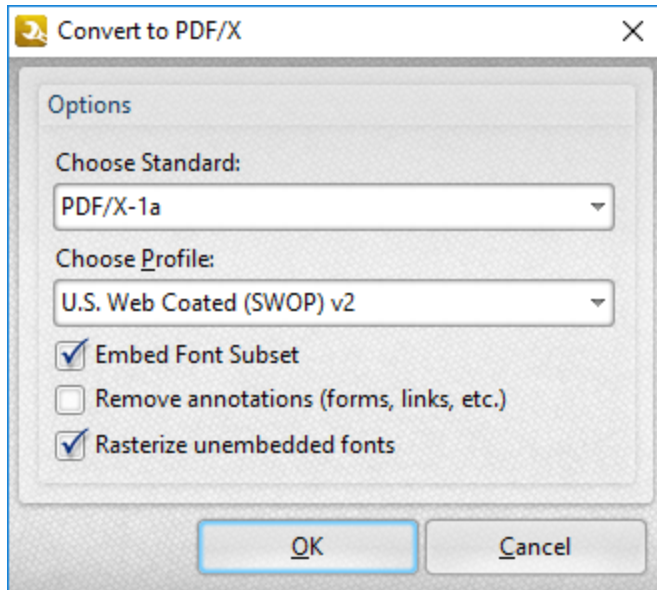 Convert to PDF/X
Options
Choose Standard:
PDF/X-1a
Choose Profile:
U.S. Web Coated (SWOP) v2
Embed Font Subset
Remove annotations (forms, links, etc.)
Rasterize unembedded fonts
OK Cancel